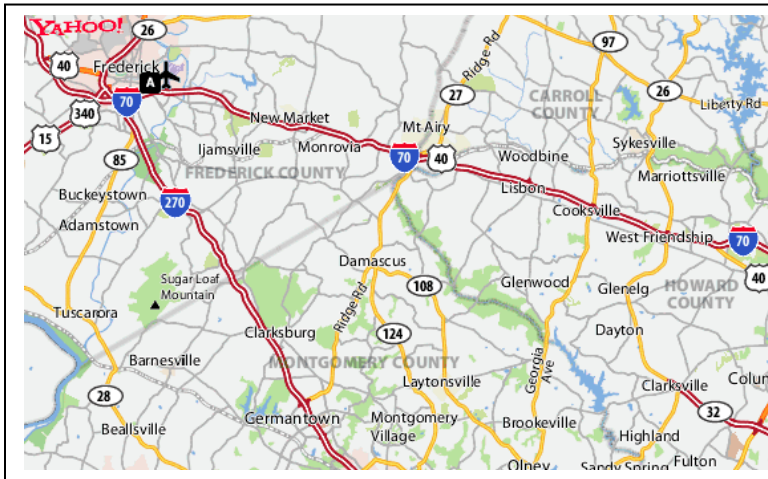 YAHOO!
26
97
40
Frederick
A
Ridge Rd
70
27
CARROLL
COUNTY
26
340
New Market
Mt Airy
Liberty Rd
15
Ijamsville
Monrovia
70
40
Woodbine
Sykesville
85
FREDERICK COUNTY
Marriottsville
Buckeystown
270
Lisbon
Cooksville
Adamstown
West Friendship
70
Damascus
40
Sugar Loaf
Mountain
108
Glenwood
Glenelg
HOWARD
COUNTY
Tuscarora
Ridge Rd
Clarksburg
124
Dayton
Barnesville
MONTGOMERY COUNTY
Georgia
Ave
28
Laytonsville
Clarksville
Colum
32
Beallsville
Germantown
Montgomery
Village
Brookeville
Highland
Olney
Sandy Spring
Fulton